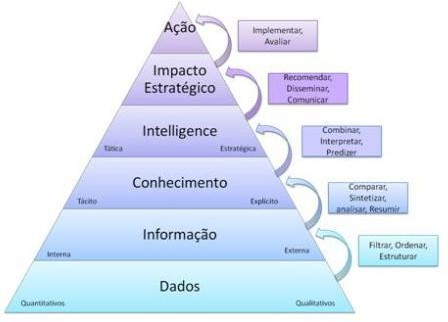 Ação
Implementar,
Avaliar
Impacto
Estratégico
Recomendar,
Disseminar,
Comunicar
Intelligence
Tática
Estratégica
Combinar,
Interpretar,
Predizer
Conhecimento
Tácito
Explícito
Comparar,
Sintetizar,
analisar, Resumir
Informação
Interna
Externa
Filtrar, Ordenar,
Estruturar
Dados
Quantitativos
Qualitativos